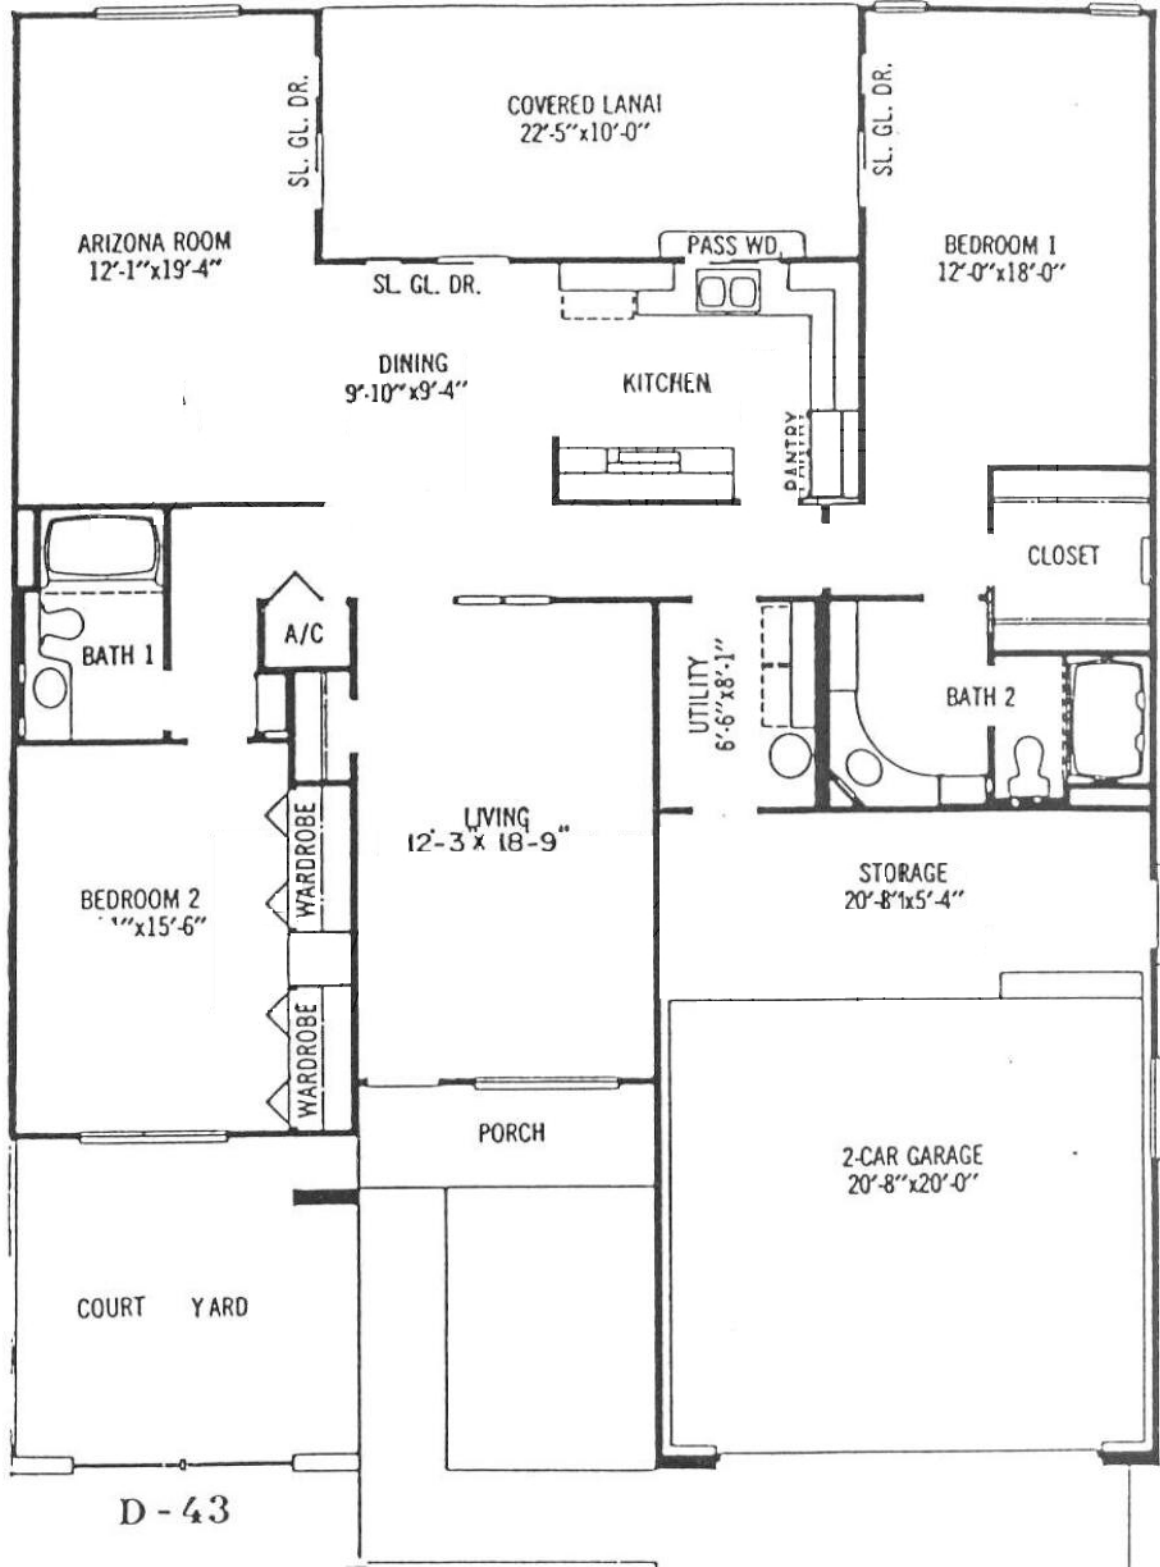 COVERED LANAI
22'-5"x10'-0"
SL. GL. DR.
SL. GL. DR.
ARIZONA ROOM
12'-1"x19'-4"
PASS WD.
BEDROOM 1
12'-0"x18'-0"
SL. GL. DR.
DINING
9'-10"x9'-4"
KITCHEN
PANTRY
CLOSET
A/C
BATH 1
UTILITY
6'-6"x8'-1"
BATH 2
LIVING
12'-3"x 18-9"
WARDROBE
STORAGE
20'-8"x5'-4"
BEDROOM 2
1"x15'-6"
WARDROBE
PORCH
2-CAR GARAGE
20'-8"x20'-0"
COURT YARD
D-43